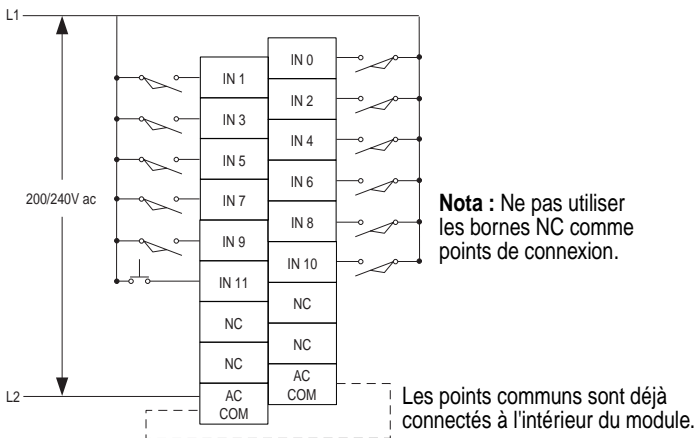 L1
IN 0
IN 1
IN 2
IN 3
IN 4
IN 5
IN 6
200/240V ac
IN 7
Nota : Ne pas utiliser
les bornes NC comme
points de connexion.
IN 8
IN 9
IN 10
IN 11
NC
NC
NC
NC
AC
COM
L2
AC
COM
Les points communs sont déjà
connectés à l'intérieur du module.